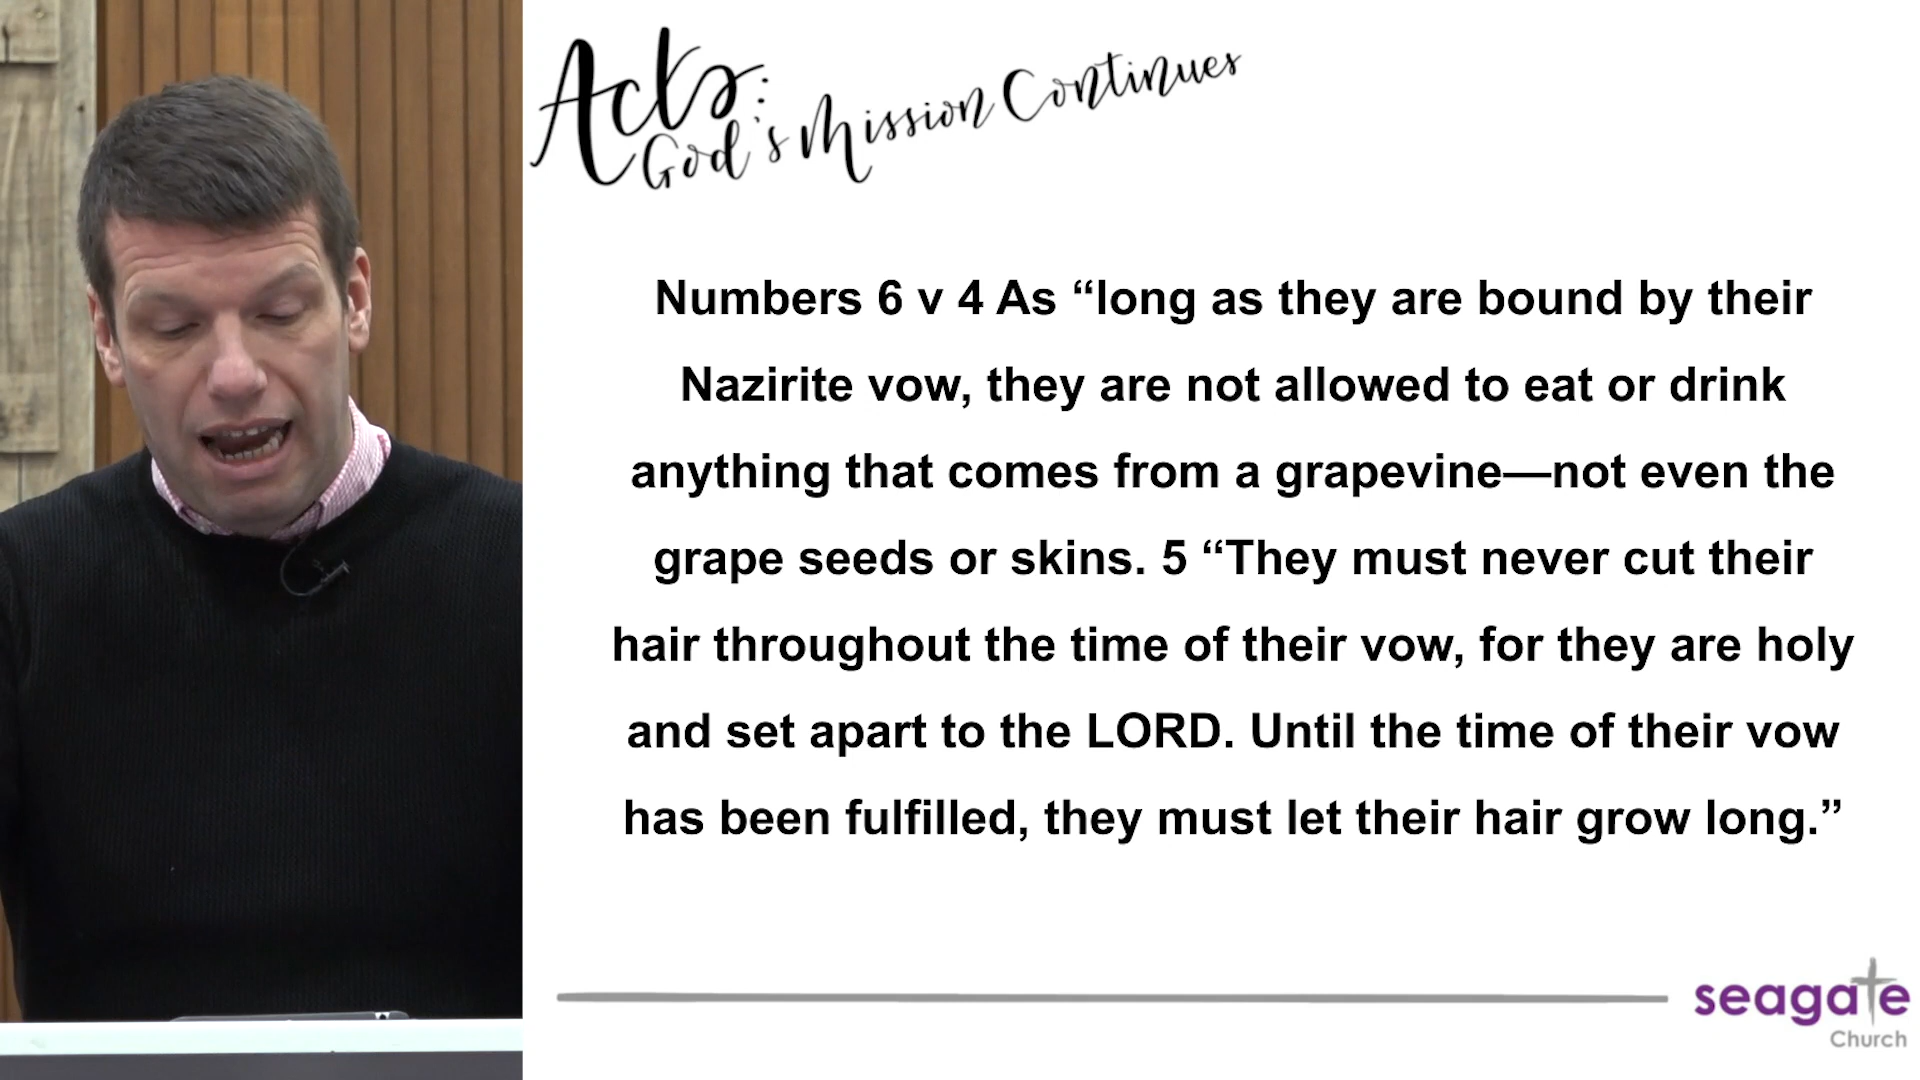 Acts:
God's Mission Continues
Numbers 6 v 4 As “long as they are bound by their
Nazirite vow, they are not allowed to eat or drink
anything that comes from a grapevine—not even the
grape seeds or skins. 5 “They must never cut their
hair throughout the time of their vow, for they are holy
and set apart to the LORD. Until the time of their vow
has been fulfilled, they must let their hair grow long.”
seagate
Church